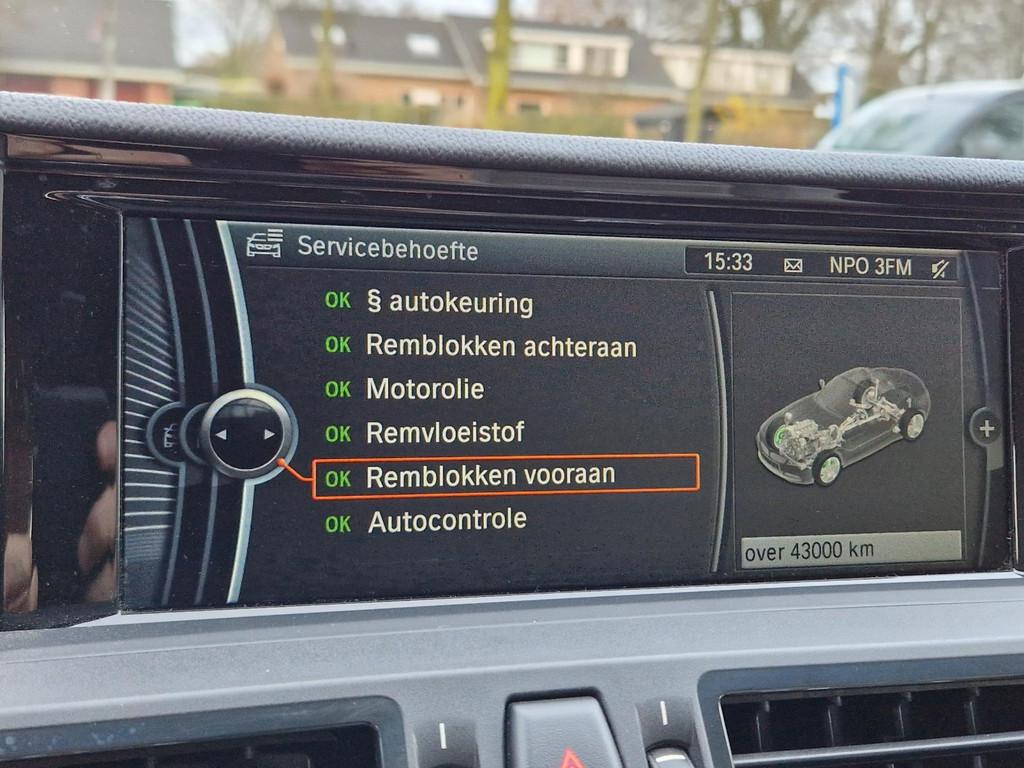 Servicebehoefte
15:33 NPO 3FM
OK § autokeuring
OK Remblokken achteraan
OK Motorolie
OK Remvloeistof
OK Remblokken vooraan
OK Autocontrole
over 43000 km